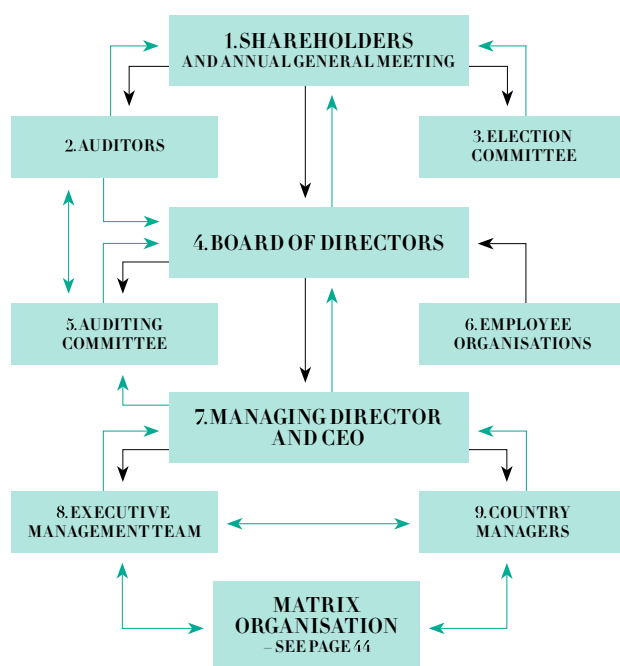 1. SHAREHOLDERS
AND ANNUAL GENERAL MEETING
2. AUDITORS
3. ELECTION
COMMITTEE
4. BOARD OF DIRECTORS
5. AUDITING
COMMITTEE
6. EMPLOYEE
ORGANISATIONS
7. MANAGING DIRECTOR
AND CEO
8. EXECUTIVE
MANAGEMENT TEAM
9. COUNTRY
MANAGERS
MATRIX
ORGANISATION
– SEE PAGE 44